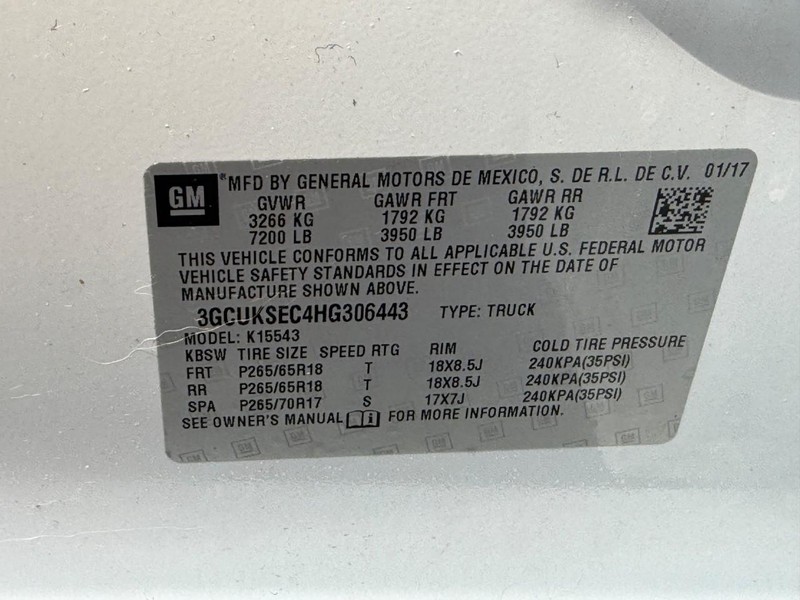 GM *MFD BY GENERAL MOTORS DE MEXICO, S. DE R.L. DE C.V. 01/17
GVWR GAWR FRT GAWR RR
3266 KG 1792 KG 1792 KG
7200 LB 3950 LB 3950 LB
THIS VEHICLE CONFORMS TO ALL APPLICABLE U.S. FEDERAL MOTOR
VEHICLE SAFETY STANDARDS IN EFFECT ON THE DATE OF
MANUFACTURE SHOWN ABOVE.
3GCUKSEC4HG306443 TYPE: TRUCK
MODEL: K15543
KBSW TIRE SIZE SPEED RTG RIM COLD TIRE PRESSURE
FRT P265/65R18 T 18X8.5J 240KPA(35PSI)
RR P265/65R18 T 18X8.5J 240KPA(35PSI)
SPA P265/70R17 S 17X7J 240KPA(35PSI)
SEE OWNER'S MANUAL i FOR MORE INFORMATION.